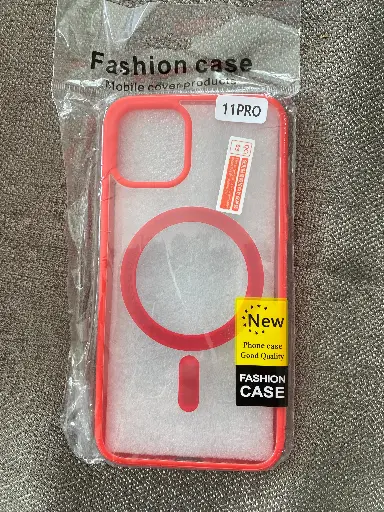 Fashion case
Mobile cover products
11PRO
New
Phone case
Good Quality
FASHION
CASE